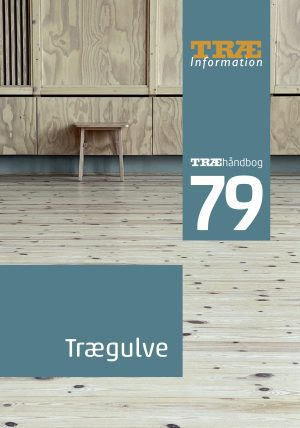 TRÆ
Information
TRÆhåndbog
79
Trægulve